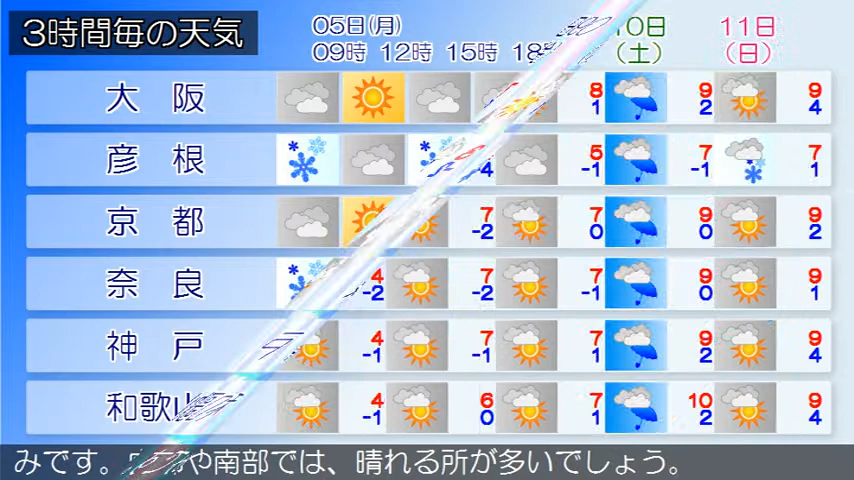 3時間毎の天気
05日(月)
09時 12時 15時
10日 11日
(土) (日)
大阪 8 1 9 2 9 4
彦根 5 -1 7 -1 7 1
京都 7 -2 7 0 9 0 9 2
奈良 4 -2 7 -2 7 -1 9 0 9 1
神戸 4 -1 7 -1 7 1 9 2 9 4
和歌山 4 -1 6 0 7 1 10 2 9 4
みです。 や南部では、晴れる所が多いでしょう。